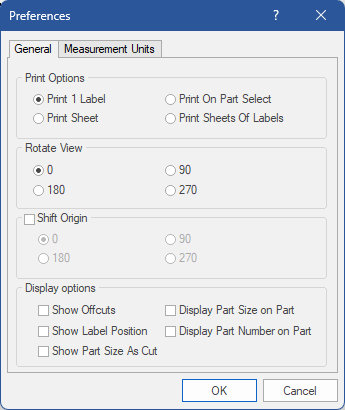 Preferences ?
General Measurement Units
Print Options
Print 1 Label Print On Part Select
Print Sheet Print Sheets Of Labels
Rotate View
0 90
180 270
Shift Origin
0 90
180 270
Display options
Show Offcuts Display Part Size on Part
Show Label Position Display Part Number on Part
Show Part Size As Cut
OK Cancel